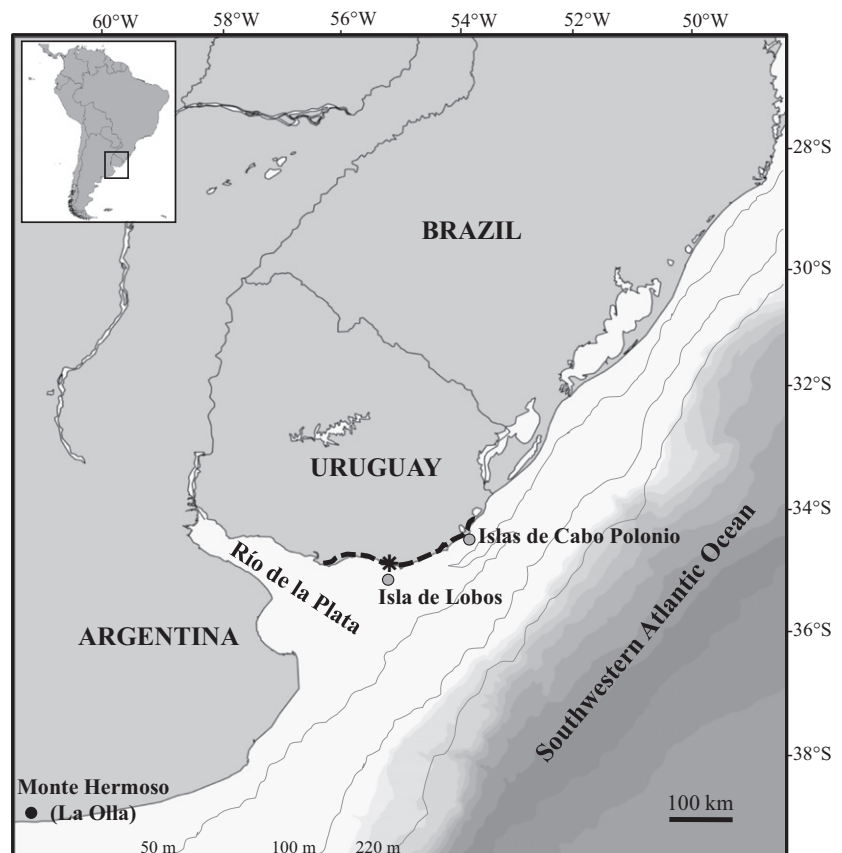 60°W 58°W 56°W 54°W 52°W 50°W
28°S
BRAZIL
30°S
32°S
URUGUAY
34°S
Islas de Cabo Polonio
Río de la Plata
Isla de Lobos
Southwestern Atlantic Ocean
ARGENTINA
36°S
38°S
Monte Hermoso
(La Olla)
100 km
50 m 100 m 220 m